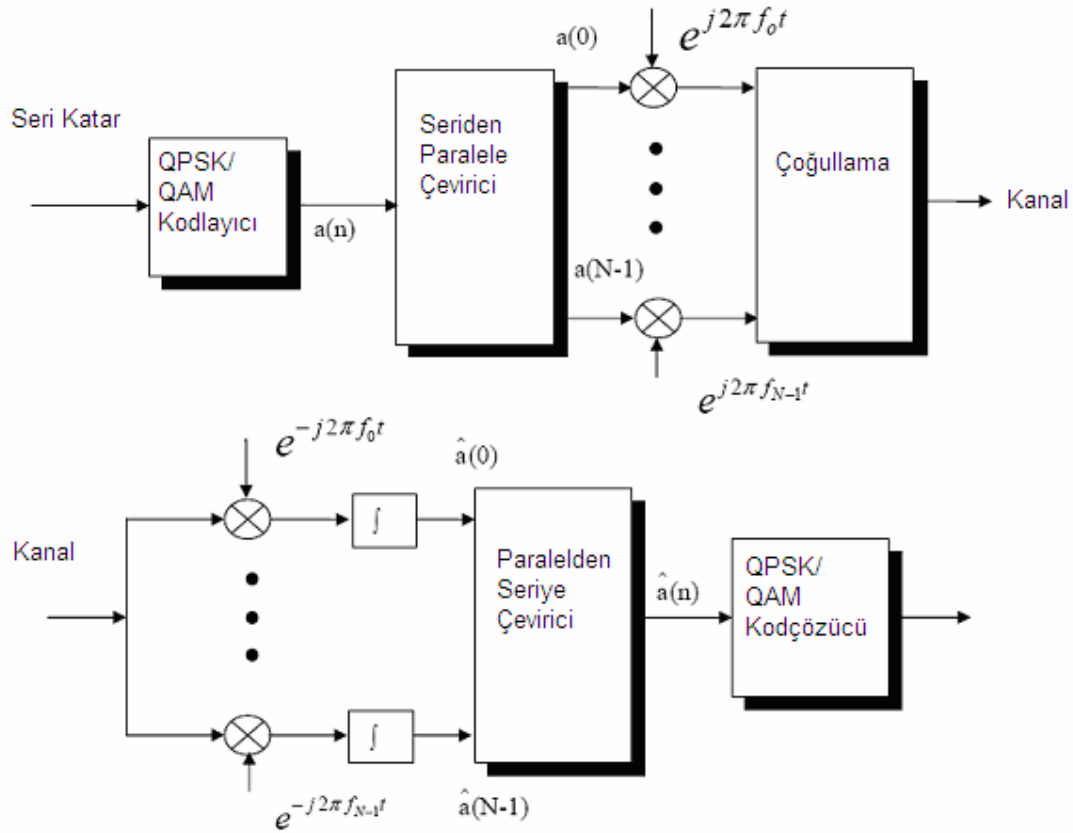 a(0)
e^{j2πf_0t}
Seri Katar
QPSK/
QAM
Kodlayıcı
a(n)
Seriden
Paralele
Çevirici
Çoğullama
Kanal
a(N-1)
e^{j2πf_{N-1}t}
e^{-j2πf_0t}
â(0)
Kanal
∫
Paralelden
Seriye
Çevirici
â(n)
QPSK/
QAM
Kodçözücü
∫
e^{-j2πf_{N-1}t}
â(N-1)